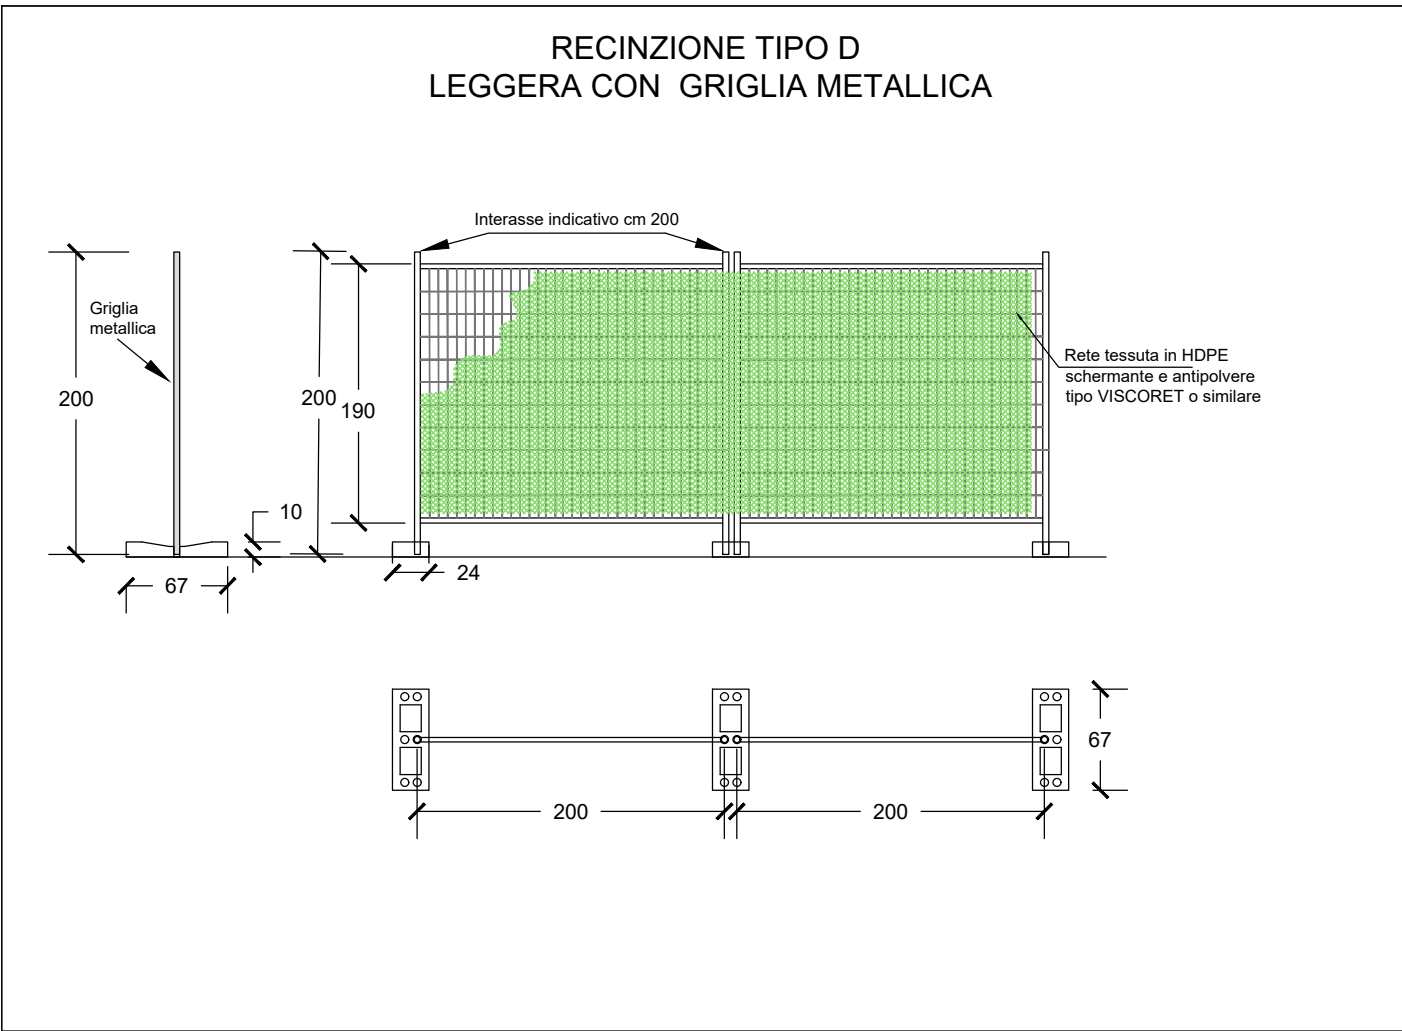 RECINZIONE TIPO D
LEGGERA CON GRIGLIA METALLICA
Interasse indicativo cm 200
Griglia
metallica
200
200
190
Rete tessuta in HDPE
schermante e antipolvere
tipo VISCORET o similare
10
67
24
67
200
200